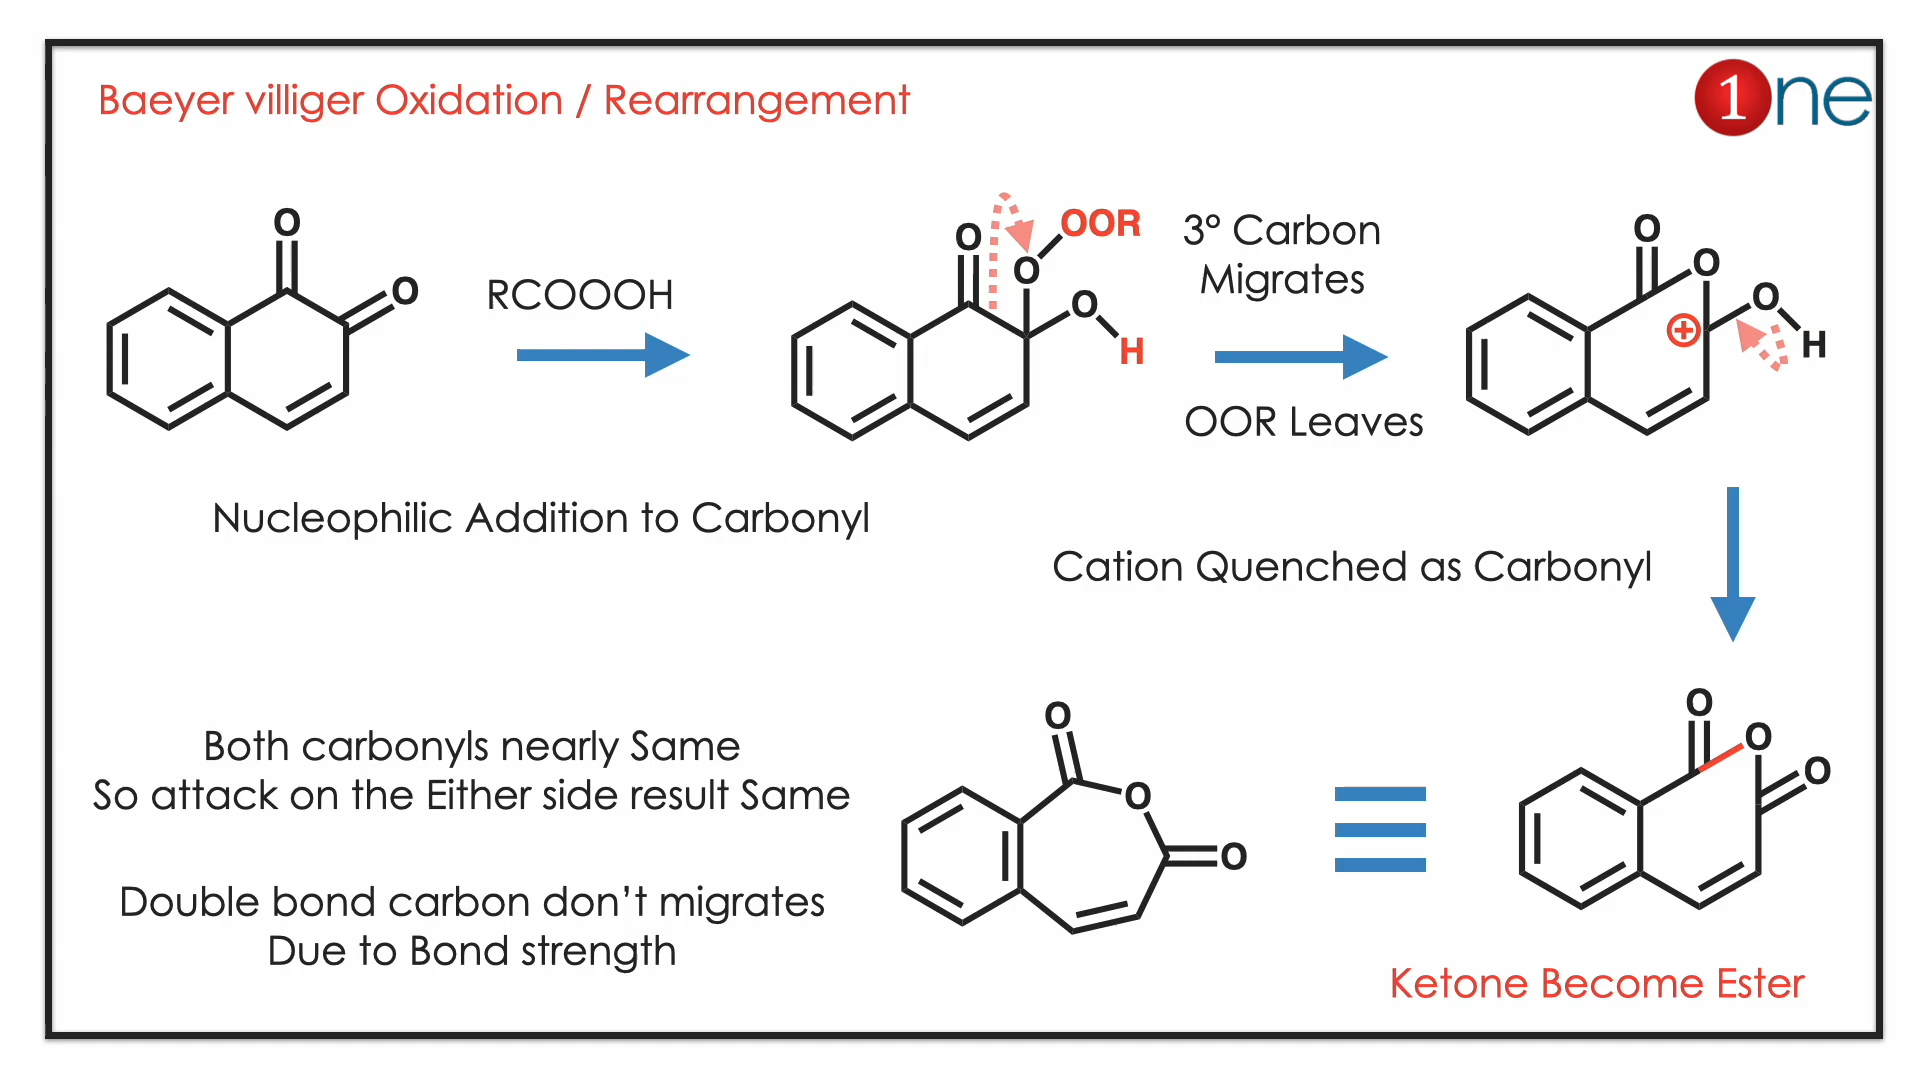 Baeyer villiger Oxidation / Rearrangement
1ne
O
O
RCOOOH
O
OOR
O
O
H
3° Carbon
Migrates
OOR Leaves
O
O
O
H
Nucleophilic Addition to Carbonyl
Cation Quenched as Carbonyl
Both carbonyls nearly Same
So attack on the Either side result Same
Double bond carbon don't migrates
Due to Bond strength
O
O
O
O
O
O
Ketone Become Ester